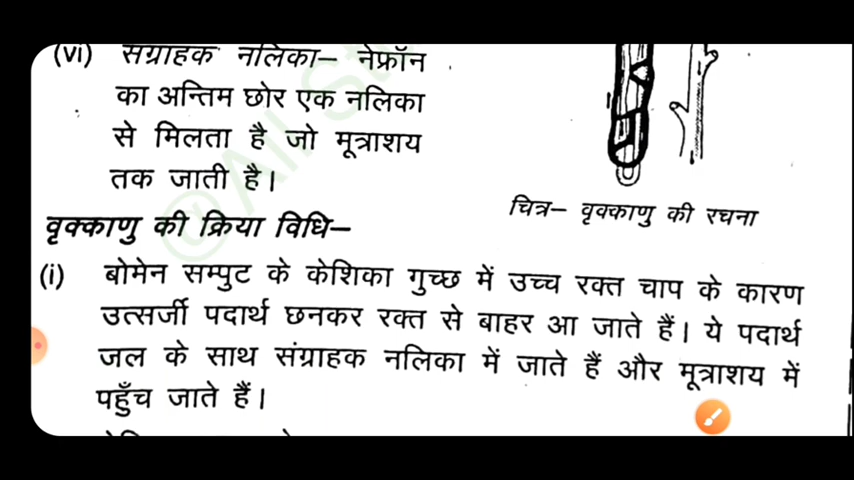 (vi) संग्राहक नलिका– नेफ्रॉन
का अन्तिम छोर एक नलिका
से मिलता है जो मूत्राशय
तक जाती है।
चित्र– वृक्काणु की रचना
वृक्काणु की क्रिया विधि–
(i) बोमेन सम्पुट के केशिका गुच्छ में उच्च रक्त चाप के कारण
उत्सर्जी पदार्थ छनकर रक्त से बाहर आ जाते हैं। ये पदार्थ
जल के साथ संग्राहक नलिका में जाते हैं और मूत्राशय में
पहुँच जाते हैं।